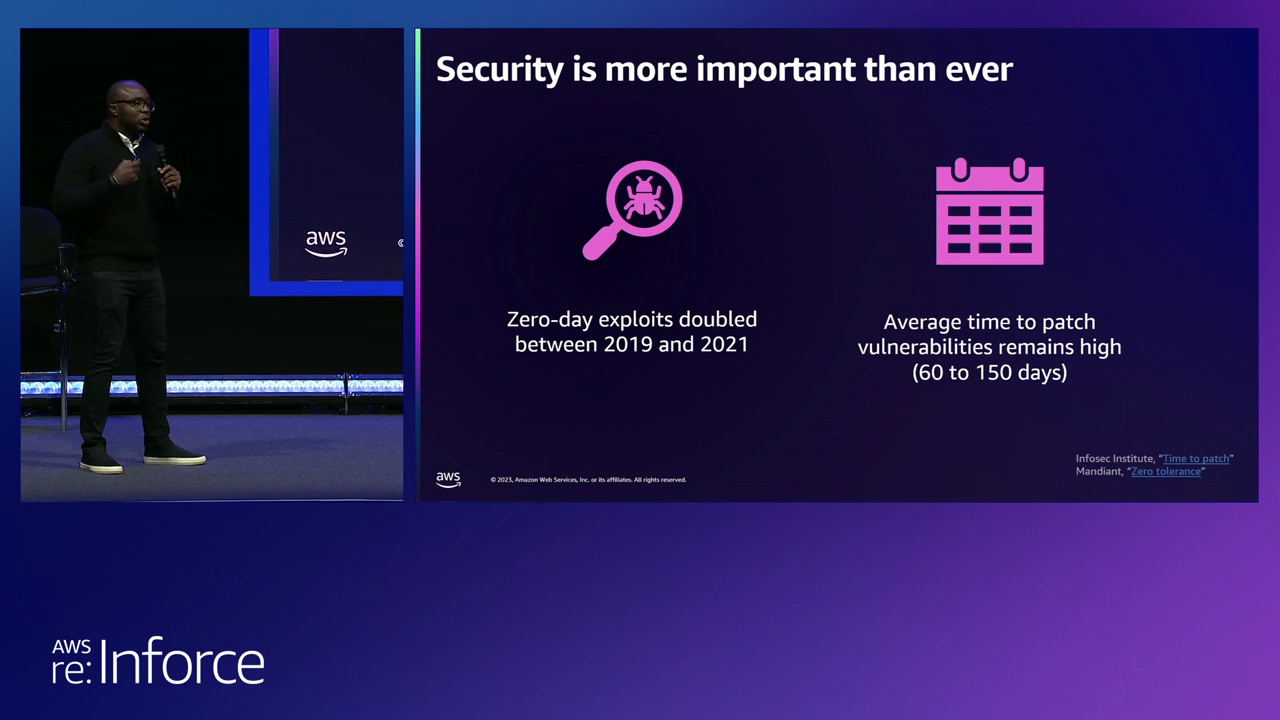 Security is more important than ever
Zero-day exploits doubled
between 2019 and 2021
Average time to patch
vulnerabilities remains high
(60 to 150 days)
Infosec Institute, “Time to patch”
Mandiant, “Zero tolerance”
aws
© 2023, Amazon Web Services, Inc. or its affiliates. All rights reserved.
aws
©
AWS
re:Inforce